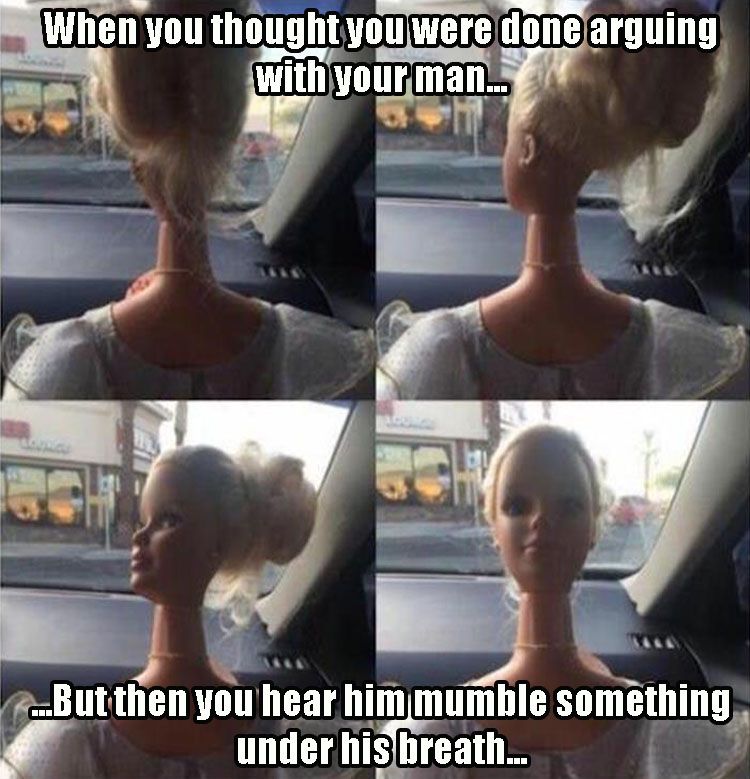 When you thought you were done arguing
with your man...
...But then you hear him mumble something
under his breath...